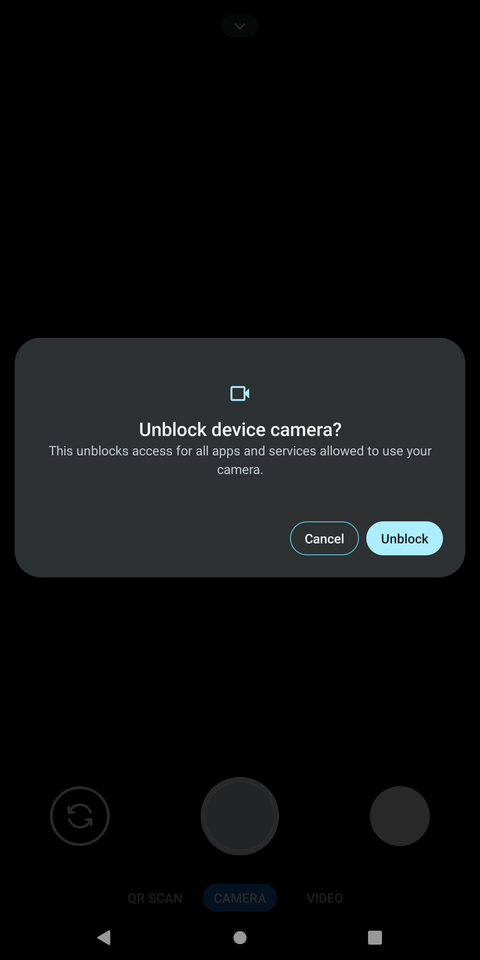 Unblock device camera?
This unblocks access for all apps and services allowed to use your
camera.
Cancel
Unblock
QR SCAN
CAMERA
VIDEO